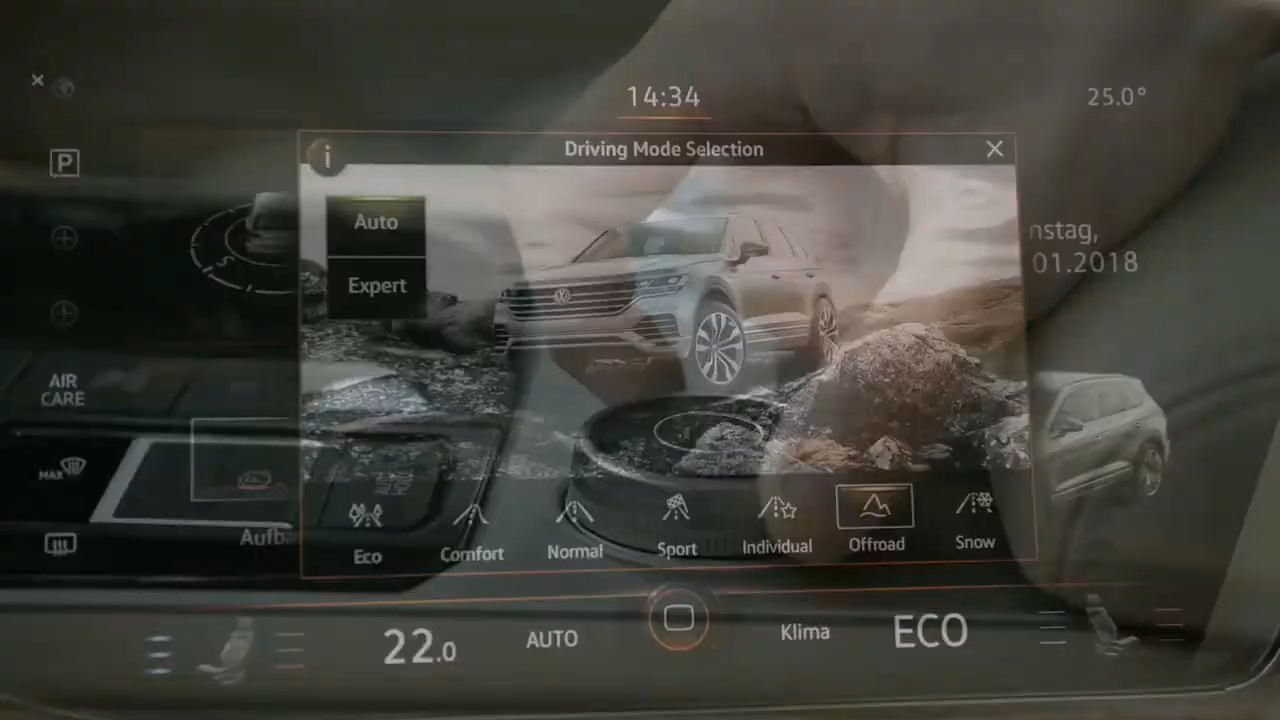 14:34
25.0°
P
Driving Mode Selection
i
Auto
Expert
nstag,
01.2018
AIR
CARE
MAX
Aufb
Eco
Comfort
Normal
Sport
Individual
Offroad
Snow
22.0
AUTO
Klima
ECO